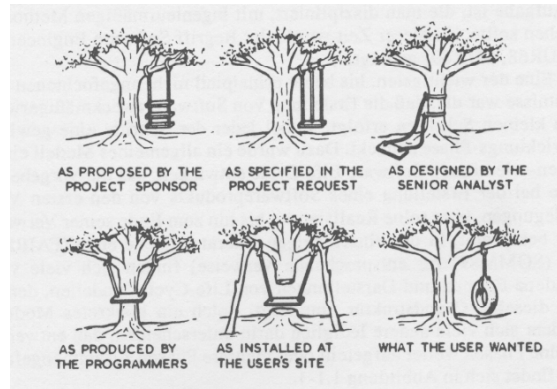 AS PROPOSED BY THE
PROJECT SPONSOR
AS SPECIFIED IN THE
PROJECT REQUEST
AS DESIGNED BY THE
SENIOR ANALYST
AS PRODUCED BY
THE PROGRAMMERS
AS INSTALLED AT
THE USER'S SITE
WHAT THE USER WANTED